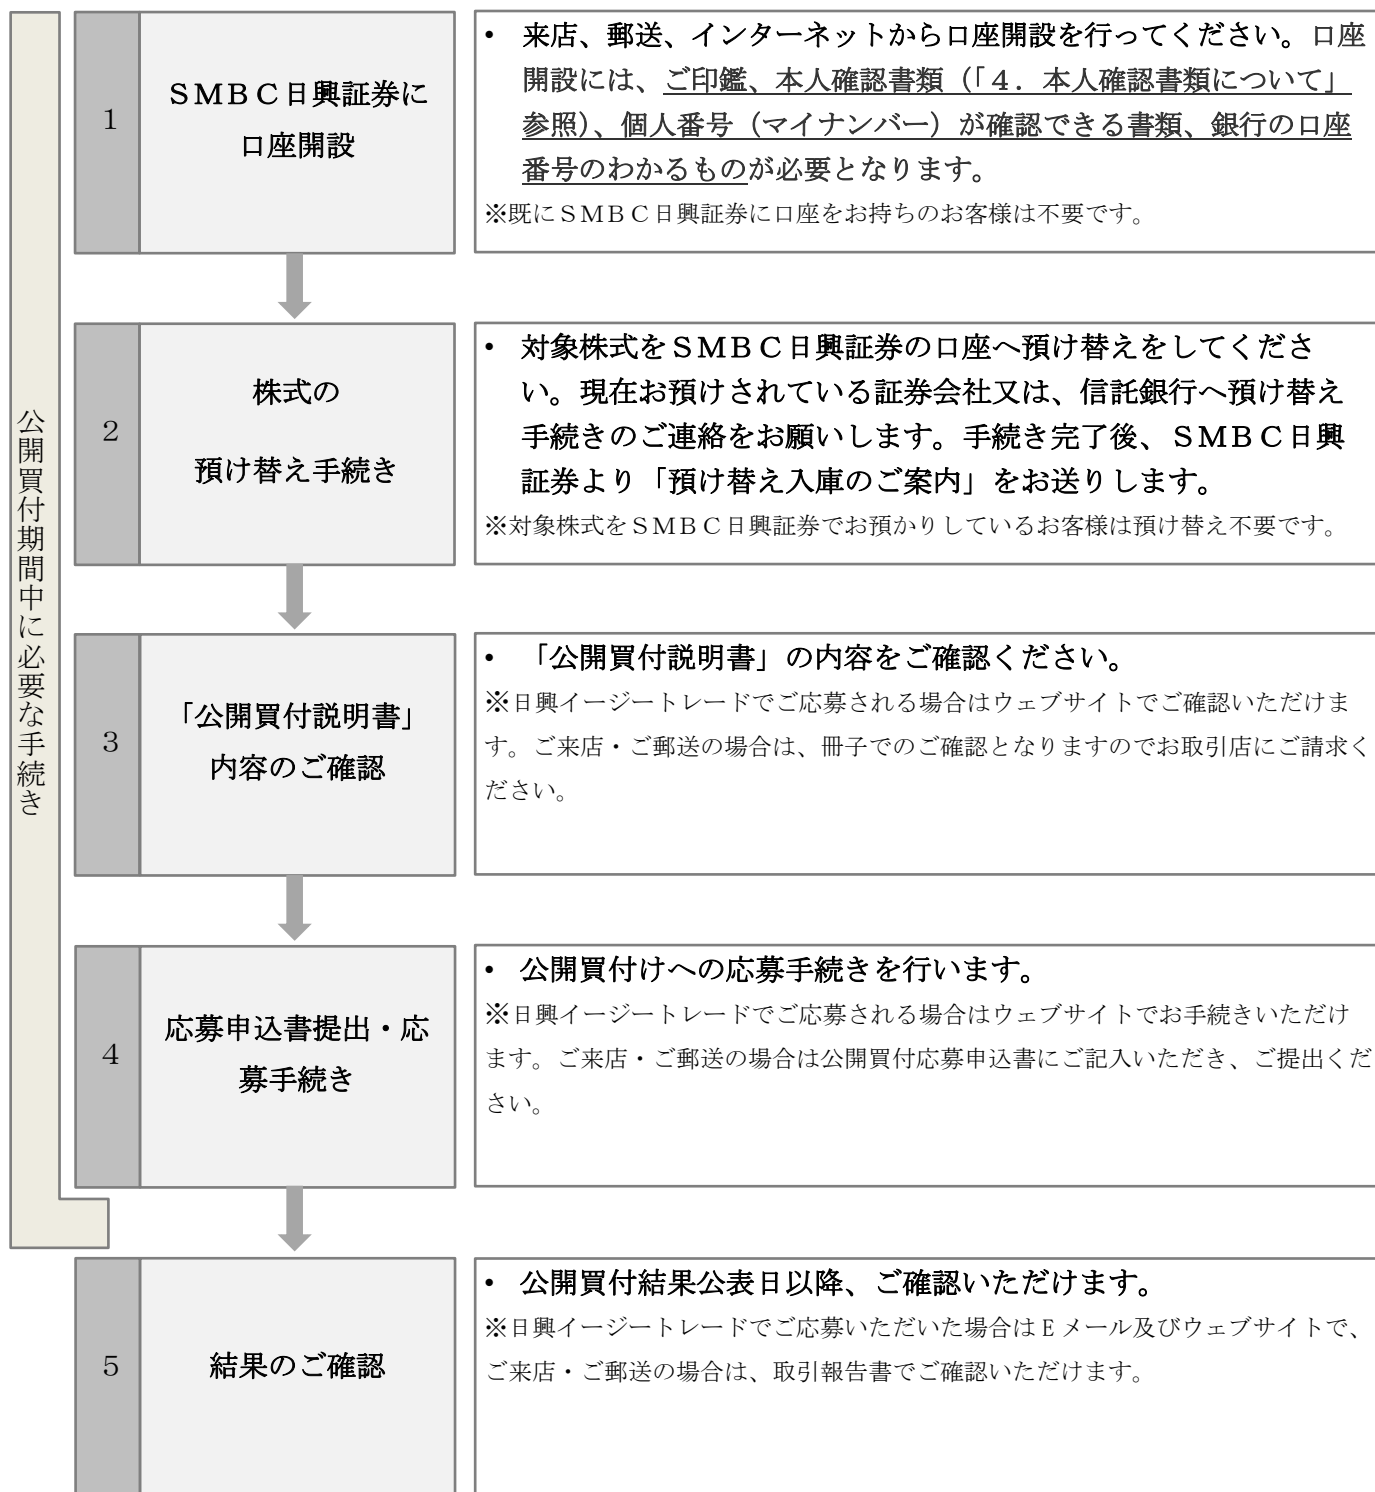 公開買付期間中に必要な手続き
1
ＳＭＢＣ日興証券に
口座開設
• 来店、郵送、インターネットから口座開設を行ってください。口座
開設には、ご印鑑、本人確認書類（「４．本人確認書類について」
参照）、個人番号（マイナンバー）が確認できる書類、銀行の口座
番号のわかるものが必要となります。
※既にＳＭＢＣ日興証券に口座をお持ちのお客様は不要です。
2
株式の
預け替え手続き
• 対象株式をＳＭＢＣ日興証券の口座へ預け替えをしてくださ
い。現在お預けされている証券会社又は、信託銀行へ預け替え
手続きのご連絡をお願いします。手続き完了後、ＳＭＢＣ日興
証券より「預け替え入庫のご案内」をお送りします。
※対象株式をＳＭＢＣ日興証券でお預かりしているお客様は預け替え不要です。
3
「公開買付説明書」
内容のご確認
• 「公開買付説明書」の内容をご確認ください。
※日興イージートレードでご応募される場合はウェブサイトでご確認いただけま
す。ご来店・ご郵送の場合は、冊子でのご確認となりますのでお取引店にご請求く
ださい。
4
応募申込書提出・応
募手続き
• 公開買付けへの応募手続きを行います。
※日興イージートレードでご応募される場合はウェブサイトでお手続きいただけ
ます。ご来店・ご郵送の場合は公開買付応募申込書にご記入いただき、ご提出くだ
さい。
5
結果のご確認
• 公開買付結果公表日以降、ご確認いただけます。
※日興イージートレードでご応募いただいた場合はＥメール及びウェブサイトで、
ご来店・ご郵送の場合は、取引報告書でご確認いただけます。